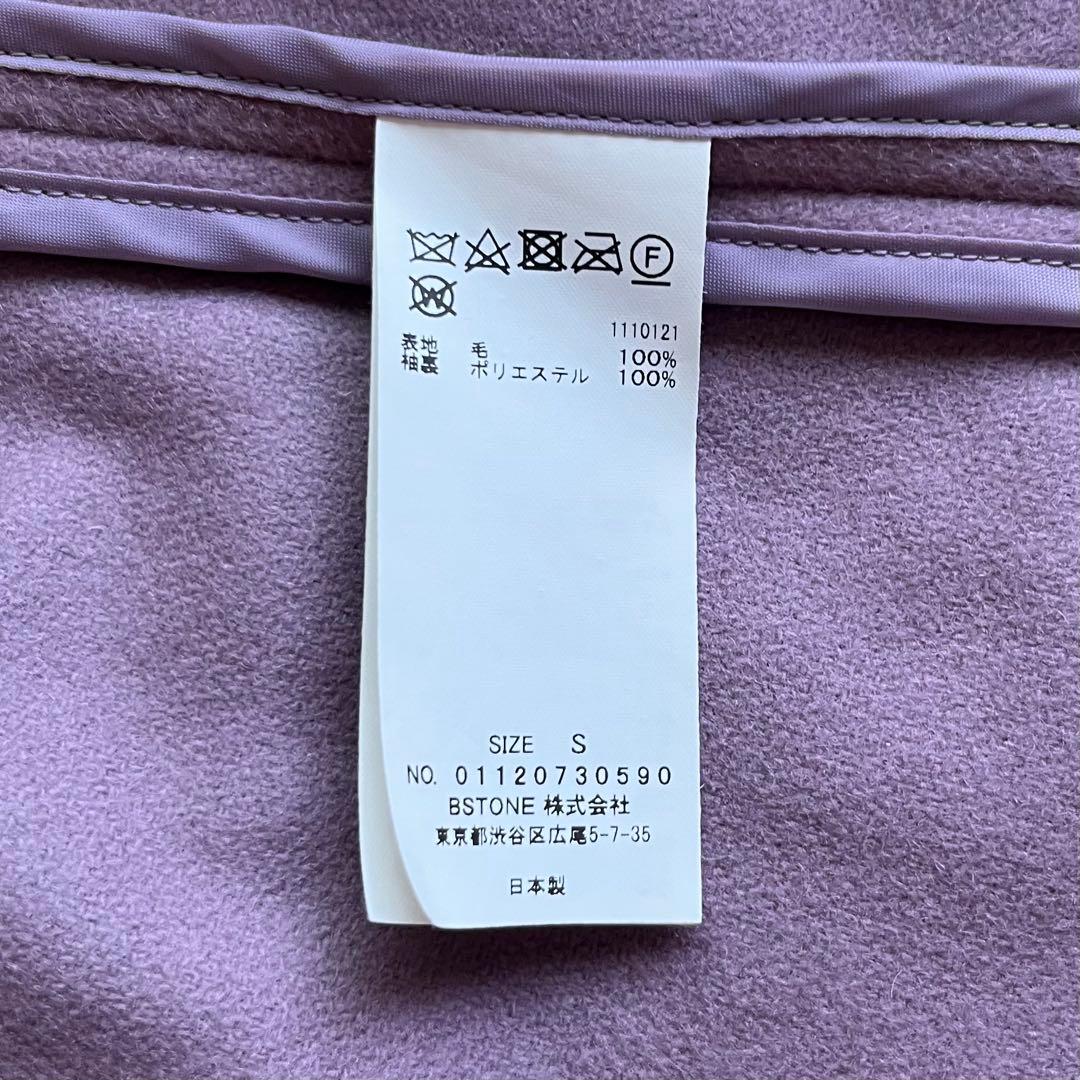 F
W
1110121
表地 毛 100%
袖裏 ポリエステル 100%
SIZE S
NO. 01120730590
BSTONE 株式会社
東京都渋谷区広尾5-7-35
日本製